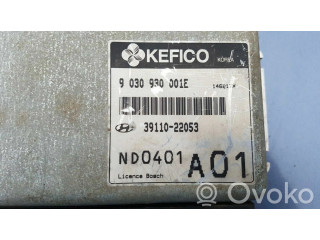 KEFICO
KOREA
9 030 930 001E
39110-22053
ND0401 A01
Licence Bosch
OVOKO